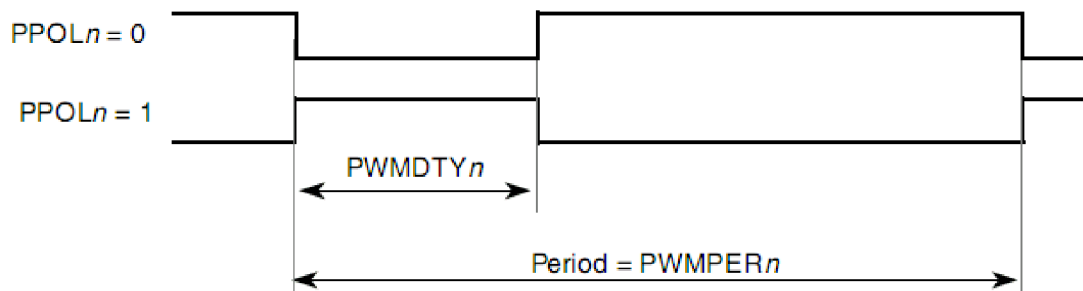 PPOLn = 0
PPOLn = 1
PWMDTYn
Period = PWMPERn